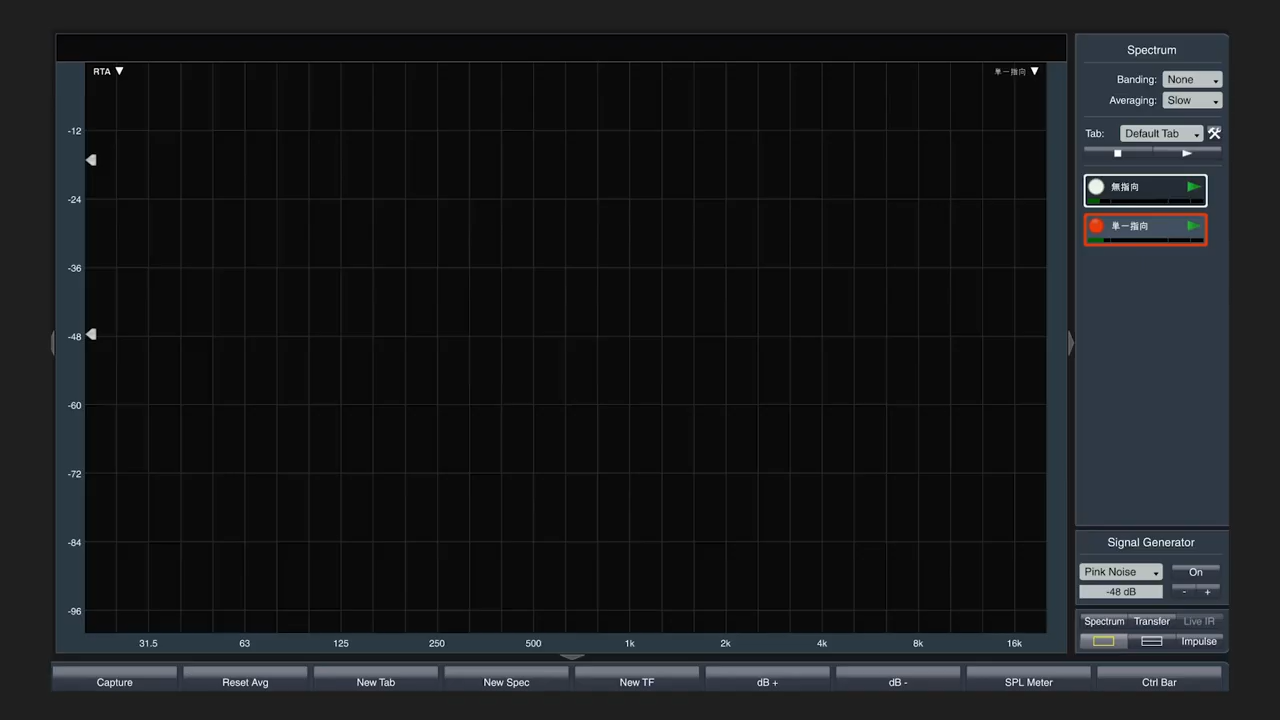 Spectrum
RTA
単一指向
Banding: None
Averaging: Slow
Tab: Default Tab
無指向
単一指向
-12
-24
-36
-48
-60
-72
-84
-96
31.5 63 125 250 500 1k 2k 4k 8k 16k
Signal Generator
Pink Noise On
-48 dB - +
Spectrum Transfer Live IR
Impulse
Capture Reset Avg New Tab New Spec New TF dB + dB - SPL Meter Ctrl Bar